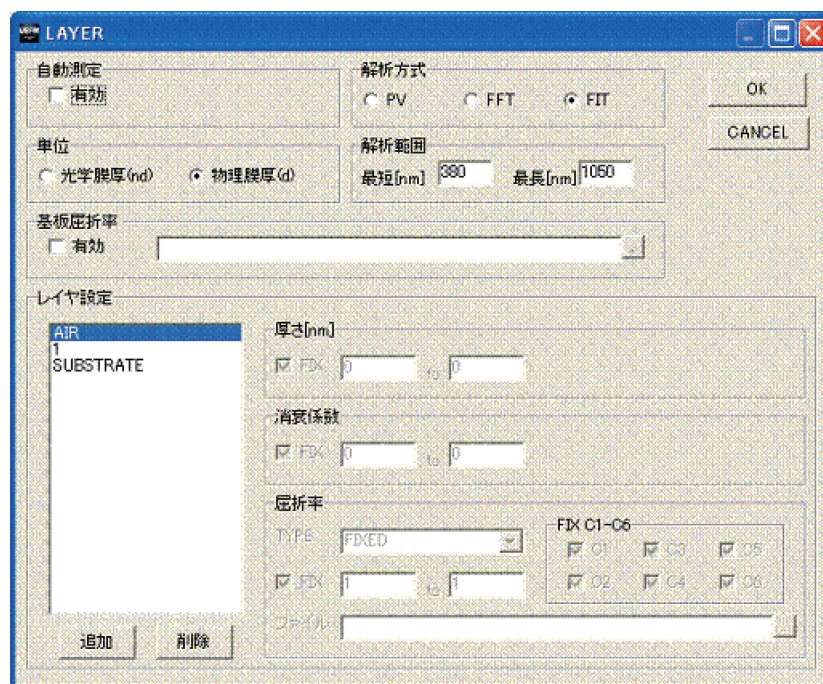 LAYER
自動測定
有効
解析方式
PV FFT FIT
OK
CANCEL
単位
光学膜厚(nd) 物理膜厚(d)
解析範囲
最短[nm] 380 最長[nm] 1050
基板屈折率
有効
レイヤ設定
AIR
1
SUBSTRATE
追加 削除
厚さ[nm]
FIX 0 to 0
消衰係数
FIX 0 to 0
屈折率
TYPE FIXED
FIX 1 to 1
ファイル
FIX C1-C6
C1 C3 C5
C2 C4 C6